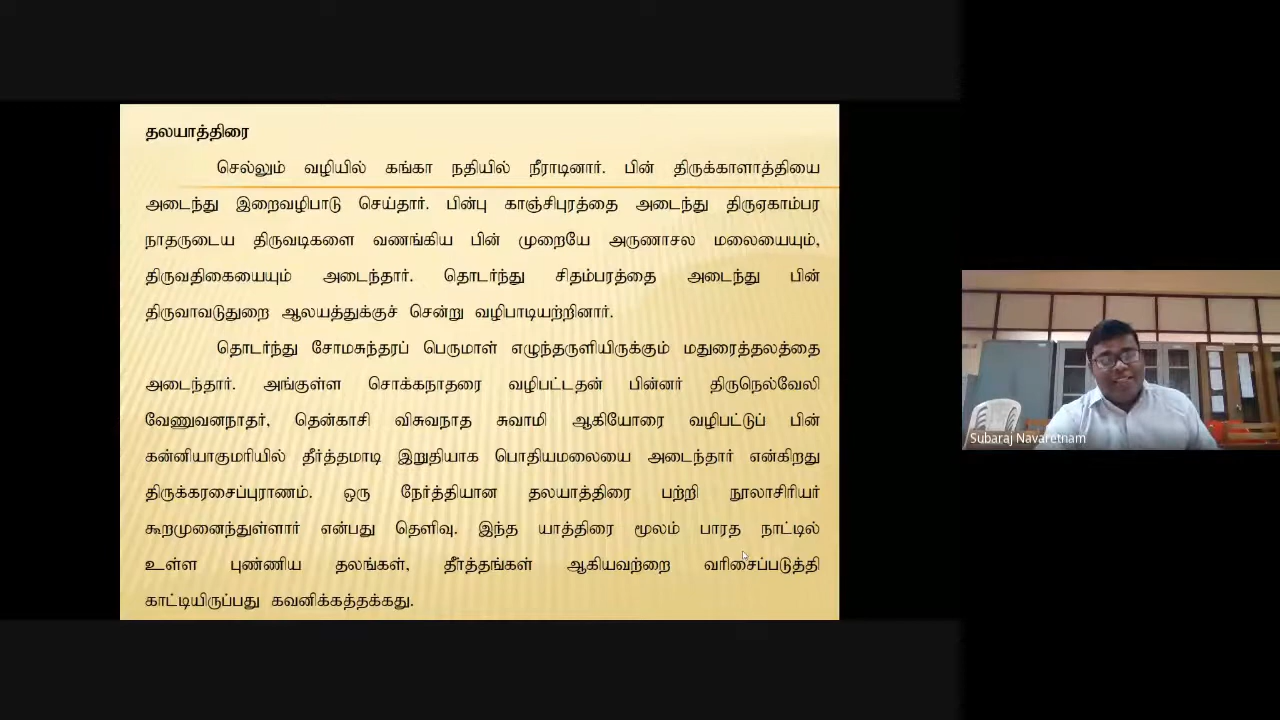 தலயாத்திரை
செல்லும் வழியில் கங்கா நதியில் நீராடினார். பின் திருக்காளாத்தியை
அடைந்து இறைவழிபாடு செய்தார். பின்பு காஞ்சிபுரத்தை அடைந்து திருஏகாம்பர
நாதருடைய திருவடிகளை வணங்கிய பின் முறையே அருணாசல மலையையும்,
திருவதிகையையும் அடைந்தார். தொடர்ந்து சிதம்பரத்தை அடைந்து பின்
திருவாவடுதுறை ஆலயத்துக்குச் சென்று வழிபாடியற்றினார்.
தொடர்ந்து சோமசுந்தரப் பெருமாள் எழுந்தருளியிருக்கும் மதுரைத்தலத்தை
அடைந்தார். அங்குள்ள சொக்கநாதரை வழிபட்டதன் பின்னர் திருநெல்வேலி
வேணுவனநாதர், தென்காசி விசுவநாத சுவாமி ஆகியோரை வழிபட்டுப் பின்
கன்னியாகுமரியில் தீர்த்தமாடி இறுதியாக பொதியமலையை அடைந்தார் என்கிறது
திருக்கரசைப்புராணம். ஒரு நேர்த்தியான தலயாத்திரை பற்றி நூலாசிரியர்
கூறமுனைந்துள்ளார் என்பது தெளிவு. இந்த யாத்திரை மூலம் பாரத நாட்டில்
உள்ள புண்ணிய தலங்கள், தீர்த்தங்கள் ஆகியவற்றை வரிசைப்படுத்தி
காட்டியிருப்பது கவனிக்கத்தக்கது.
Subaraj Navaretnam